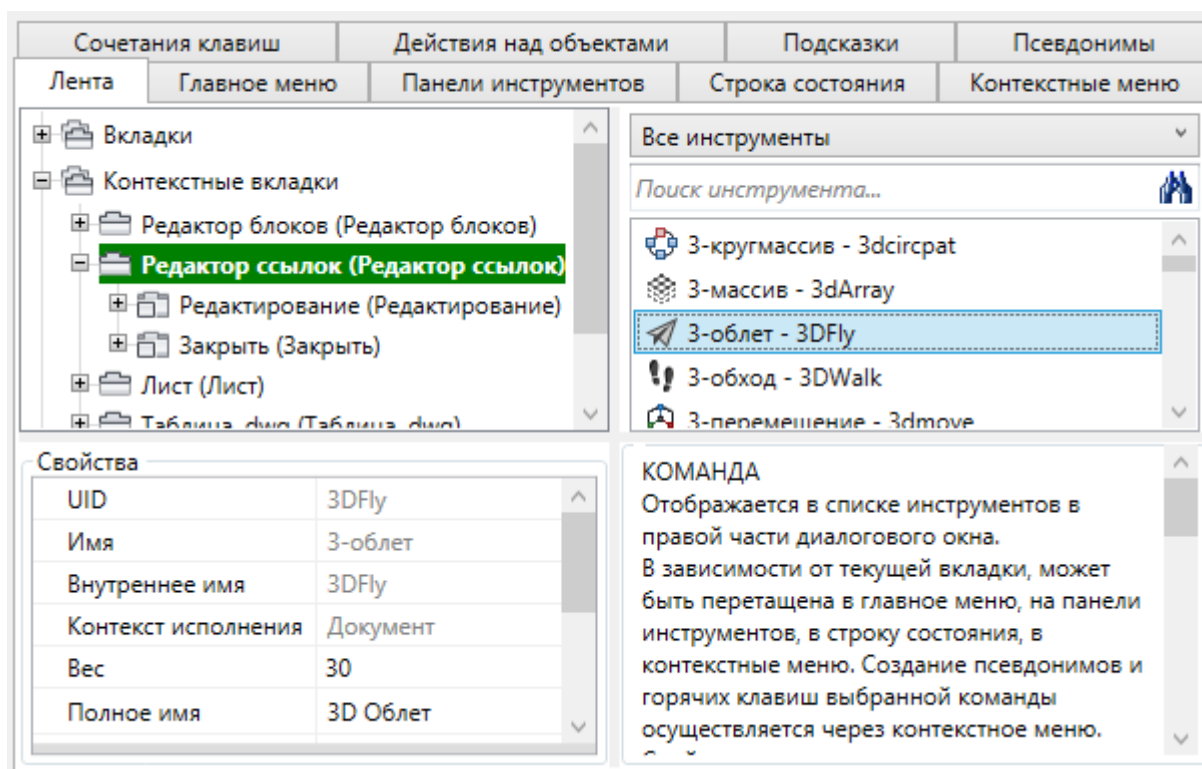 Сочетания клавиш
Действия над объектами
Подсказки
Псевдонимы
Лента
Главное меню
Панели инструментов
Строка состояния
Контекстные меню
Вкладки
Контекстные вкладки
Редактор блоков (Редактор блоков)
Редактор ссылок (Редактор ссылок)
Редактирование (Редактирование)
Закрыть (Закрыть)
Лист (Лист)
Таблица_dwg (Таблица_dwg)
Все инструменты
Поиск инструмента...
3-кругмассив - 3dcircpat
3-массив - 3dArray
3-облет - 3DFly
3-обход - 3DWalk
3-перемещение - 3dmove
Свойства
UID 3DFly
Имя 3-облет
Внутреннее имя 3DFly
Контекст исполнения Документ
Вес 30
Полное имя 3D Облет
КОМАНДА
Отображается в списке инструментов в
правой части диалогового окна.
В зависимости от текущей вкладки, может
быть перетащена в главное меню, на панели
инструментов, в строку состояния, в
контекстные меню. Создание псевдонимов и
горячих клавиш выбранной команды
осуществляется через контекстное меню.